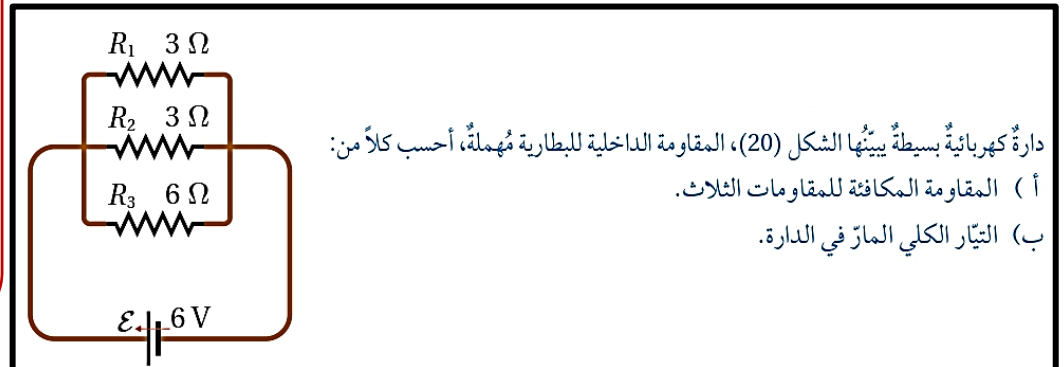 دارةٌ كهربائيةٌ بسيطةٌ يبيّنُها الشكل (20)، المقاومة الداخلية للبطارية مُهملةٌ، أحسب كلاً من:
أ ) المقاومة المكافئة للمقاومات الثلاث.
ب) التيّار الكلي المارّ في الدارة.
R₁ 3 Ω
R₂ 3 Ω
R₃ 6 Ω
ℰ 6 V